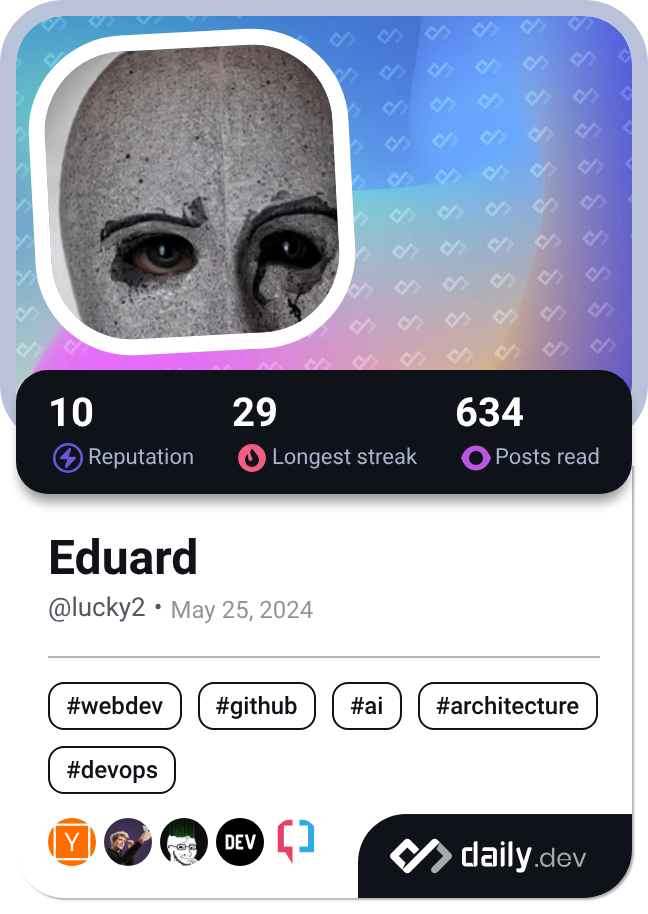 10 29 634
Reputation Longest streak Posts read
Eduard
@lucky2 • May 25, 2024
#webdev #github #ai #architecture
#devops
Y DEV daily.dev